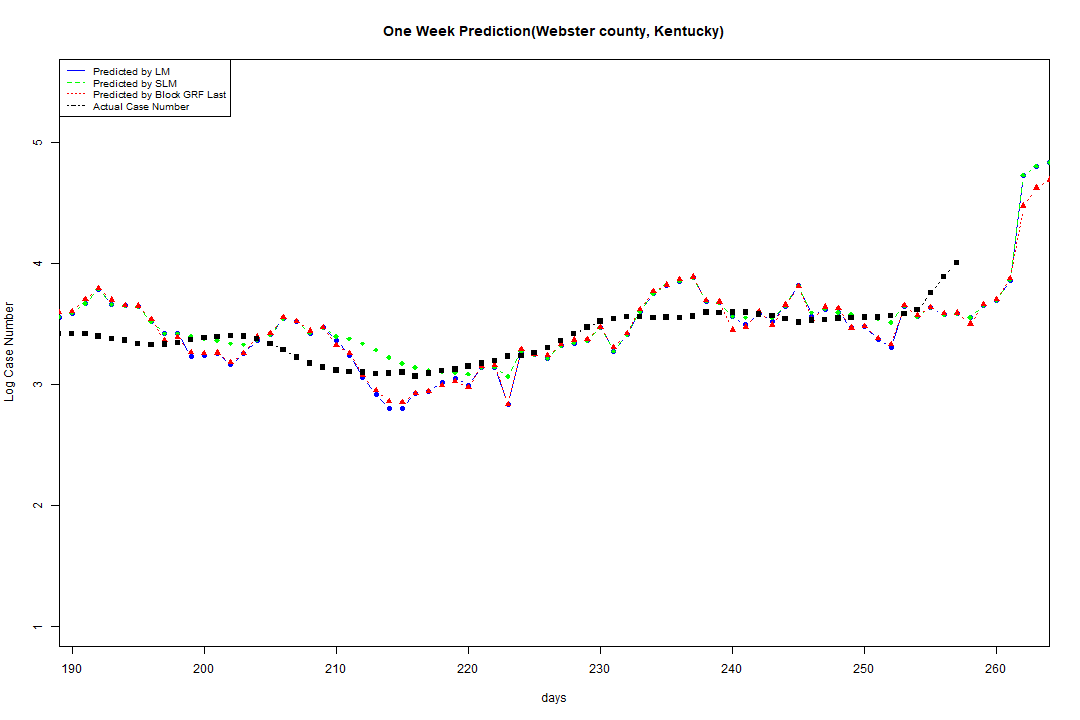 One Week Prediction(Webster county, Kentucky)
Predicted by LM
Predicted by SLM
Predicted by Block GRF Last
Actual Case Number
5
4
3
2
1
Log Case Number
190 200 210 220 230 240 250 260
days